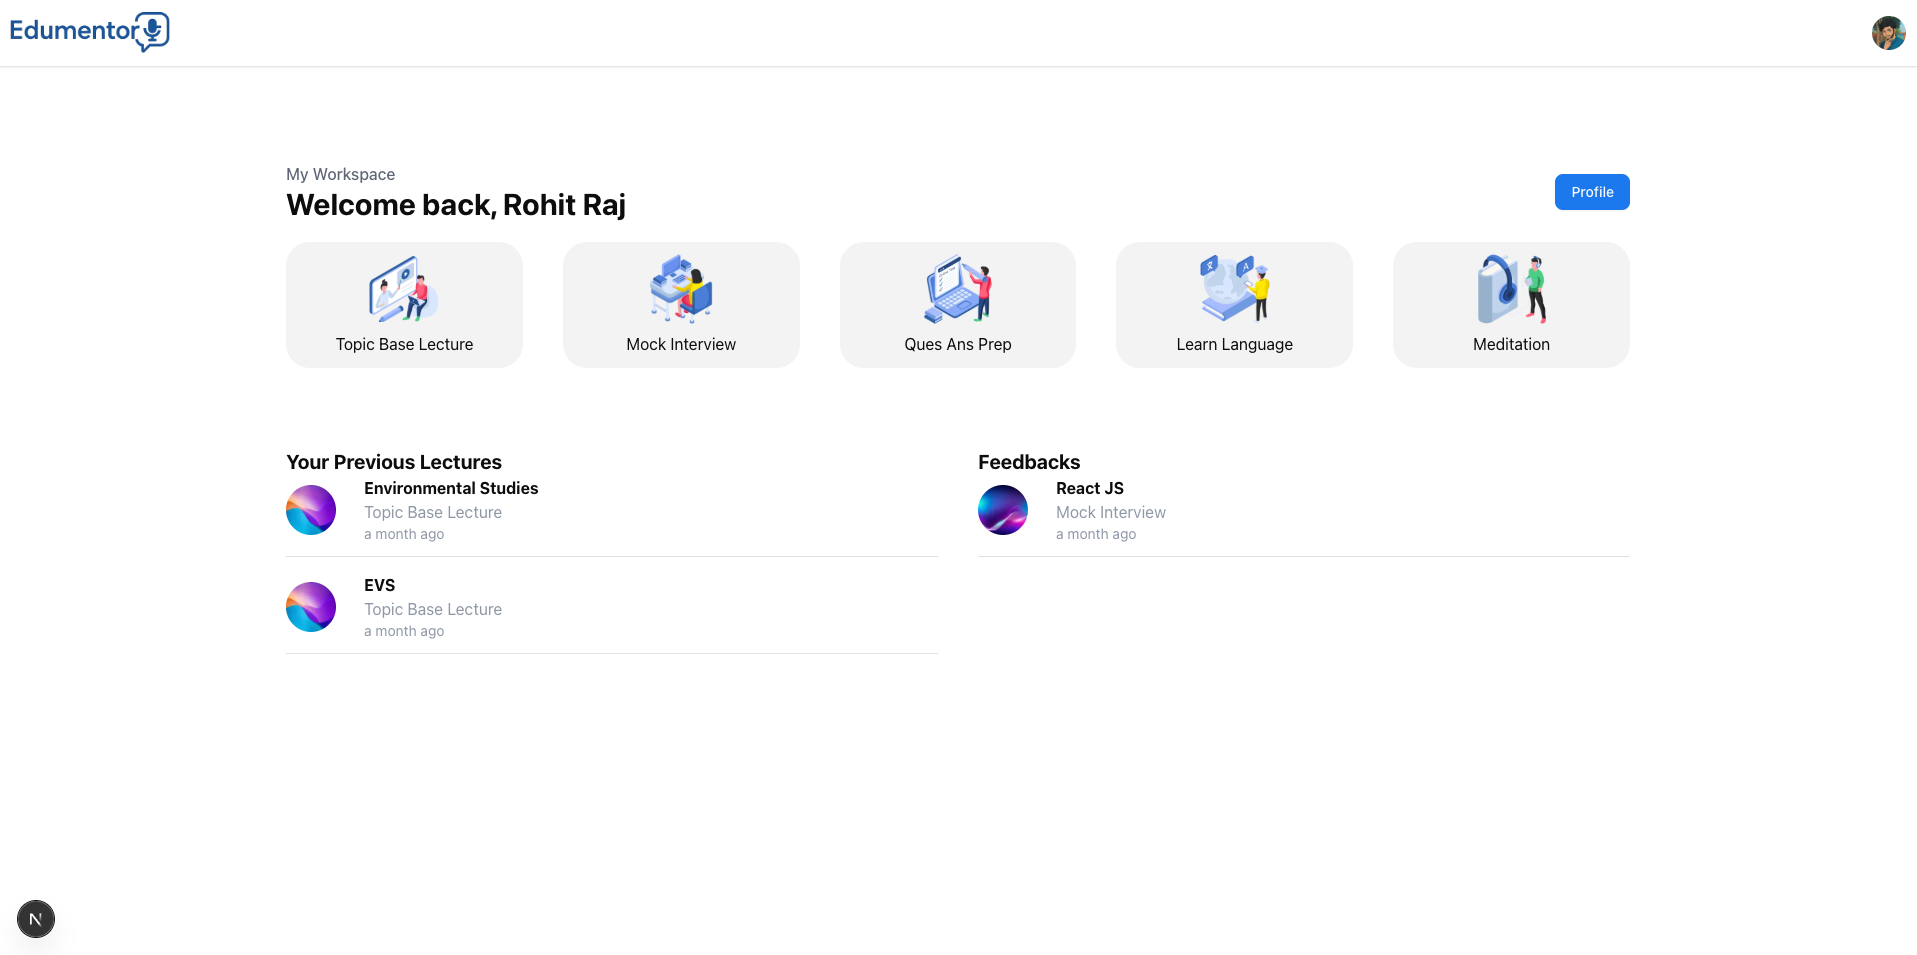 Edumentor
My Workspace
Welcome back, Rohit Raj
Profile
Topic Base Lecture
Mock Interview
Ques Ans Prep
Learn Language
Meditation
Your Previous Lectures
Environmental Studies
Topic Base Lecture
a month ago
EVS
Topic Base Lecture
a month ago
Feedbacks
React JS
Mock Interview
a month ago
N